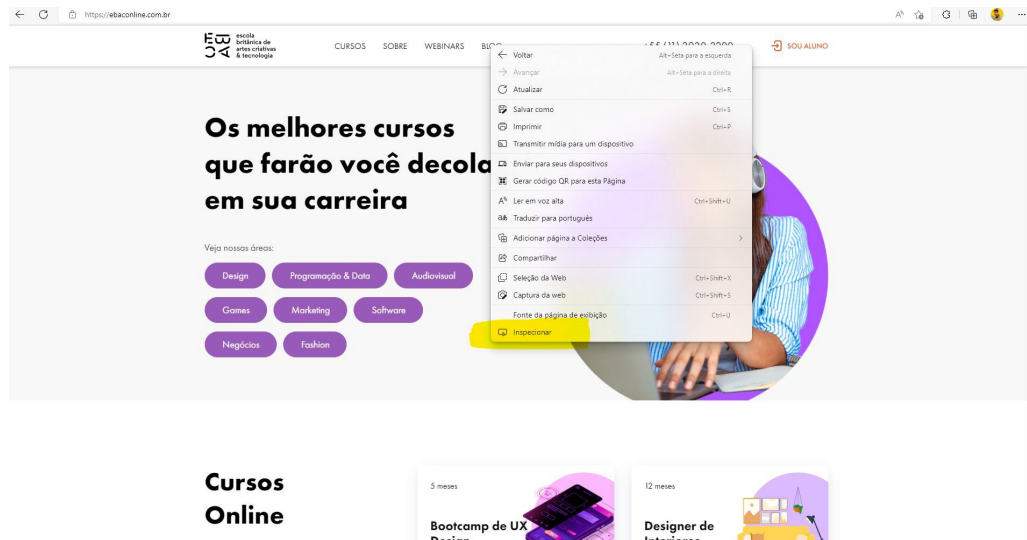 https://ebaconline.com.br
EBAC
escola
britânica de
artes criativas
& tecnologia
CURSOS SOBRE WEBINARS BLOG
SOU ALUNO
Voltar Alt+Seta para a esquerda
Avançar Alt+Seta para a direita
Atualizar Ctrl+R
Salvar como Ctrl+S
Imprimir Ctrl+P
Transmitir mídia para um dispositivo
Enviar para seus dispositivos
Gerar código QR para esta Página
Ler em voz alta Ctrl+Shift+U
Traduzir para português
Adicionar página a Coleções
Compartilhar
Seleção da Web Ctrl+Shift+X
Captura da web Ctrl+Shift+S
Fonte da página de exibição Ctrl+U
Inspecionar
Os melhores cursos
que farão você decola
em sua carreira
Veja nossas áreas:
Design Programação & Data Audiovisual
Games Marketing Software
Negócios Fashion
Cursos
Online
5 meses
Bootcamp de UX
Design
12 meses
Designer de
Interiores